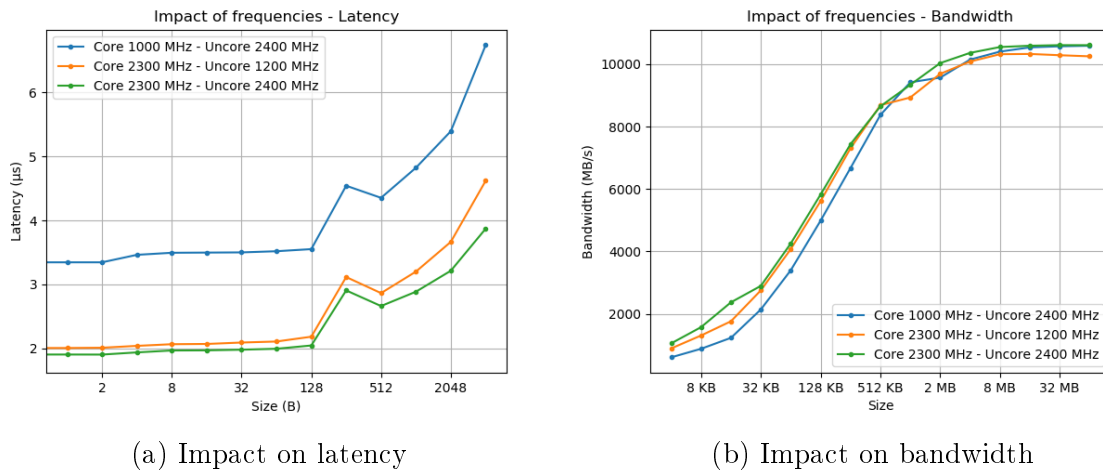 Impact of frequencies - Latency
Core 1000 MHz - Uncore 2400 MHz
Core 2300 MHz - Uncore 1200 MHz
Core 2300 MHz - Uncore 2400 MHz
6
5
4
3
2
Latency (µs)
2 8 32 128 512 2048
Size (B)
(a) Impact on latency
Impact of frequencies - Bandwidth
10000
8000
6000
4000
2000
Bandwidth (MB/s)
Core 1000 MHz - Uncore 2400 MHz
Core 2300 MHz - Uncore 1200 MHz
Core 2300 MHz - Uncore 2400 MHz
8 KB 32 KB 128 KB 512 KB 2 MB 8 MB 32 MB
Size
(b) Impact on bandwidth